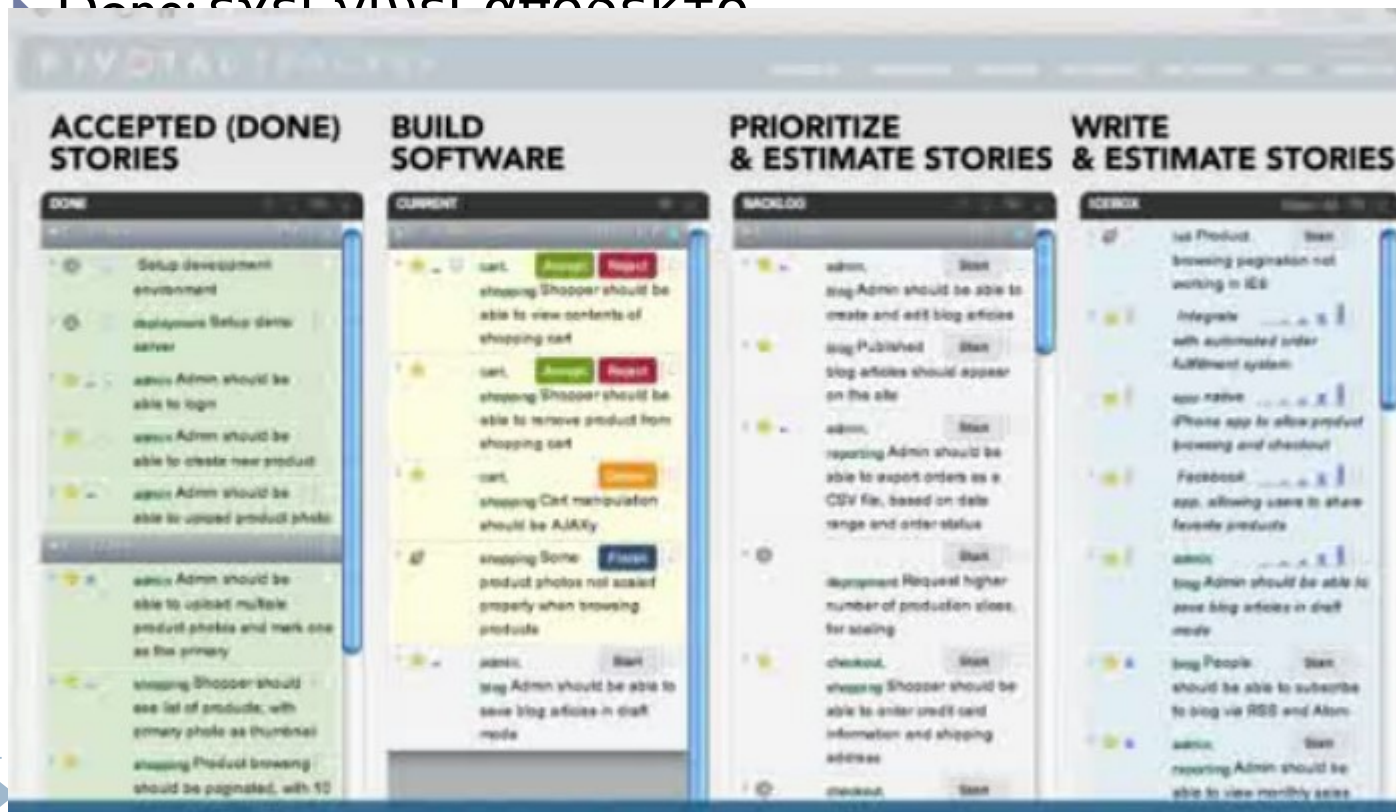 Done: έχει γίνει αποδεκτό
PIVOTAL TRACKER
ACCEPTED (DONE)
STORIES
BUILD
SOFTWARE
PRIORITIZE
& ESTIMATE STORIES
WRITE
& ESTIMATE STORIES
DONE
Setup development
environment
deployment Setup demo
server
admin Admin should be
able to login
admin Admin should be
able to create new product
admin Admin should be
able to upload product photo
admin Admin should be
able to upload multiple
product photos and mark one
as the primary
shopping Shopper should
see list of products, with
primary photo as thumbnail
shopping Product browsing
should be paginated, with 10
CURRENT
cart, Accept Reject
shopping Shopper should be
able to view contents of
shopping cart
cart, Accept Reject
shopping Shopper should be
able to remove product from
shopping cart
cart,
shopping Cart manipulation
should be AJAXy
shopping Some Finish
product photos not scaled
properly when browsing
products
admin, Start
blog Admin should be able to
save blog articles in draft
mode
BACKLOG
admin, Start
blog Admin should be able to
create and edit blog articles
blog Published Start
blog articles should appear
on the site
admin, Start
reporting Admin should be
able to export orders as a
CSV file, based on date
range and order status
Start
deployment Request higher
number of production slices,
for scaling
checkout, Start
shopping Shopper should be
able to enter credit card
information and shipping
address
checkout, Start
ICEBOX
Product Start
browsing pagination not
working in IE6
Integrate
with automated order
fulfillment system
native
iPhone app to allow product
browsing and checkout
Facebook
app, allowing users to share
favorite products
admin,
blog Admin should be able to
save blog articles in draft
mode
blog People Start
should be able to subscribe
to blog via RSS and Atom
admin, Start
reporting Admin should be
able to view monthly sales